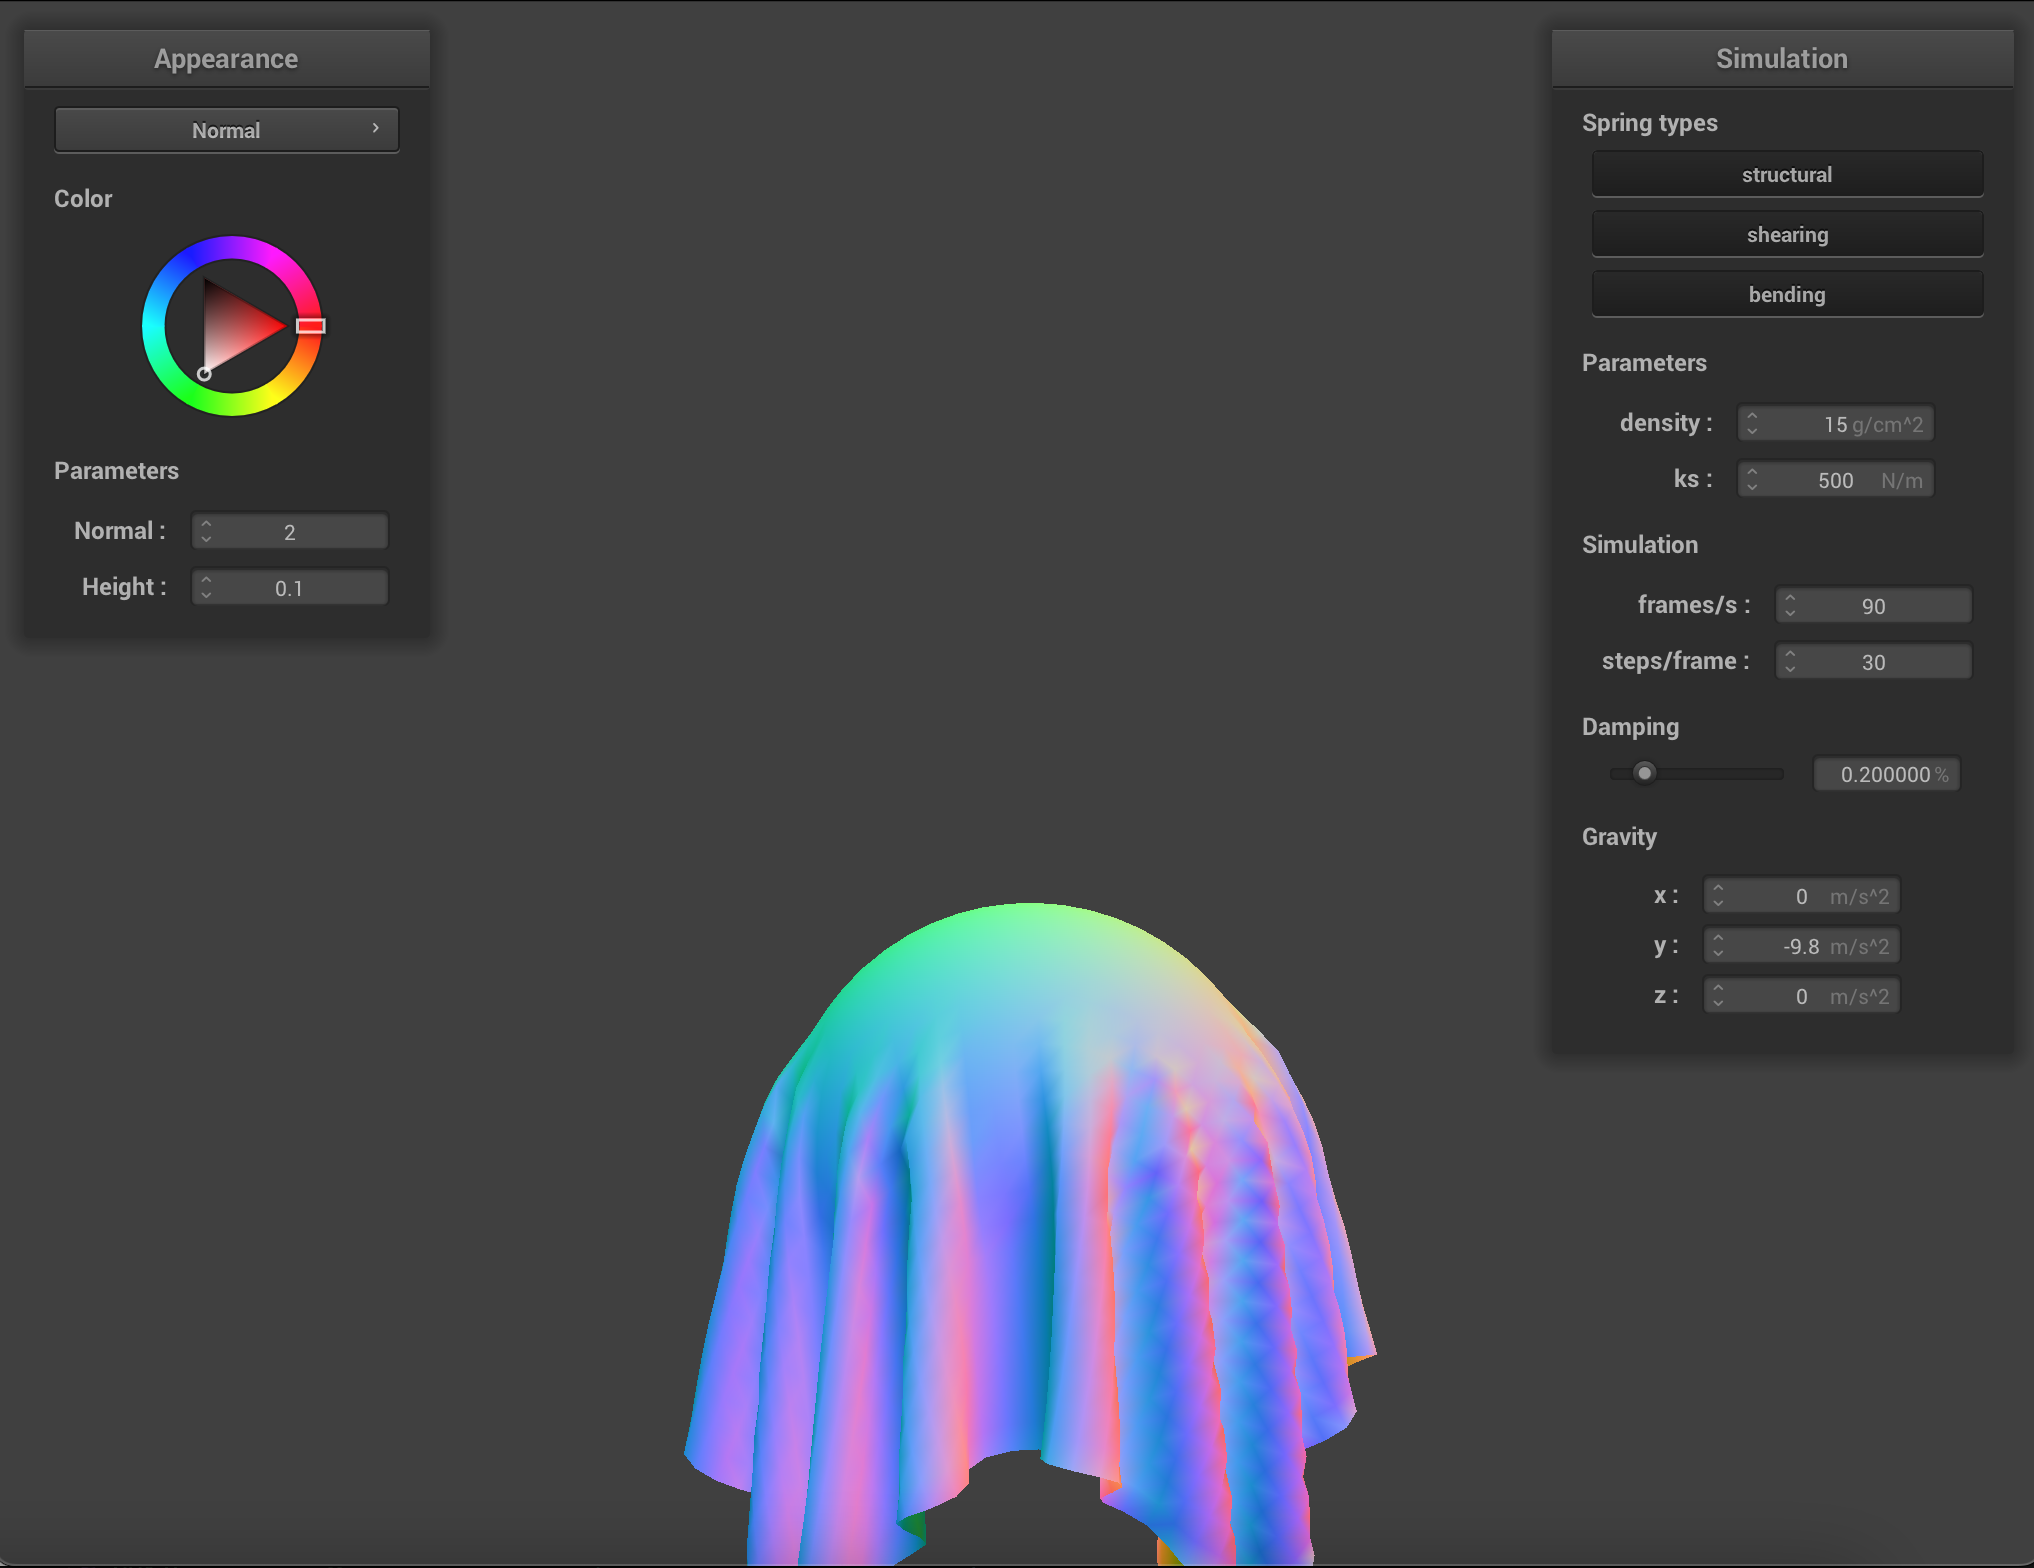 Appearance
Normal
Color
Parameters
Normal : 2
Height : 0.1
Simulation
Spring types
structural
shearing
bending
Parameters
density : 15 g/cm^2
ks : 500 N/m
Simulation
frames/s : 90
steps/frame : 30
Damping
0.200000 %
Gravity
x : 0 m/s^2
y : -9.8 m/s^2
z : 0 m/s^2